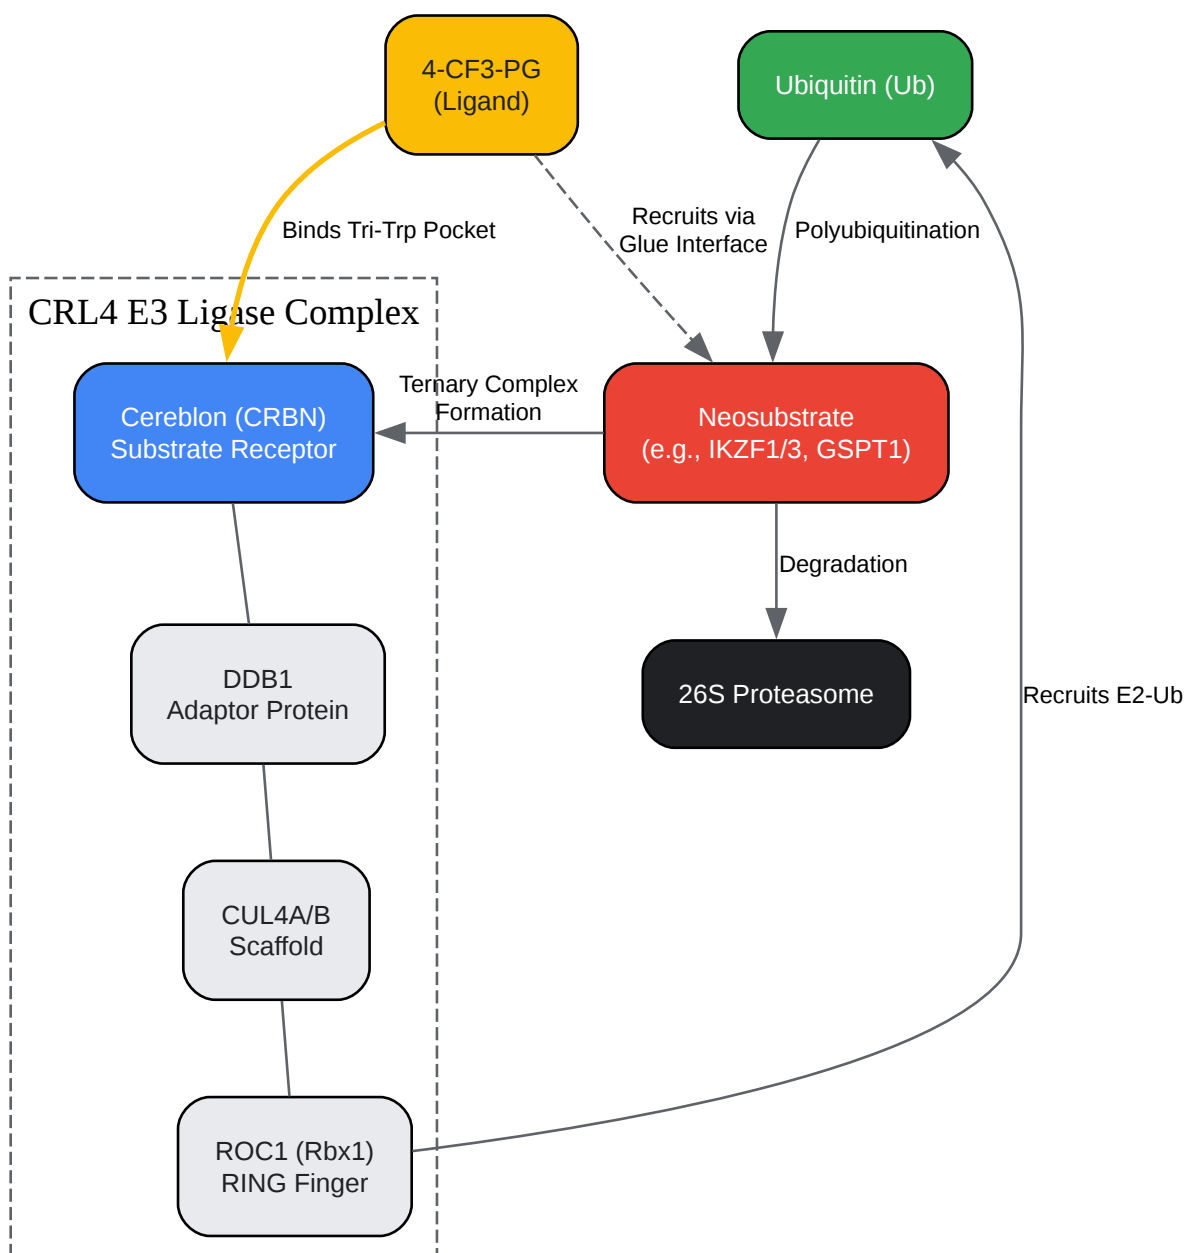 4-CF3-PG
(Ligand)
Ubiquitin (Ub)
Binds Tri-Trp Pocket
Recruits via
Glue Interface
Polyubiquitination
CRL4 E3 Ligase Complex
Cereblon (CRBN)
Substrate Receptor
Ternary Complex
Formation
Neosubstrate
(e.g., IKZF1/3, GSPT1)
Degradation
DDB1
Adaptor Protein
26S Proteasome
Recruits E2-Ub
CUL4A/B
Scaffold
ROC1 (Rbx1)
RING Finger